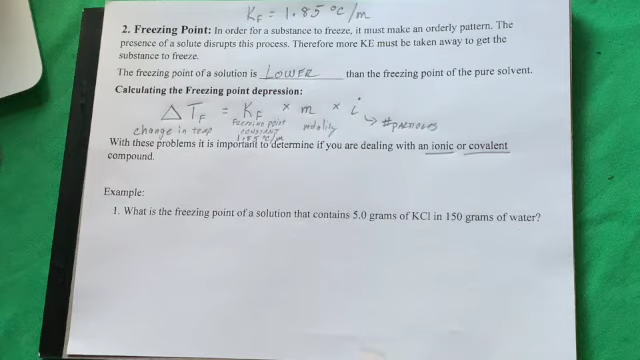 KF = 1.85 °C/m
2. Freezing Point: In order for a substance to freeze, it must make an orderly pattern. The
presence of a solute disrupts this process. Therefore more KE must be taken away to get the
substance to freeze.
The freezing point of a solution is LOWER than the freezing point of the pure solvent.
Calculating the Freezing point depression:
Δ TF = KF × m × i
change in temp Freezing point molality → #PARTICLES
CONSTANT
1.85 °C/m
With these problems it is important to determine if you are dealing with an ionic or covalent
compound.
Example:
1. What is the freezing point of a solution that contains 5.0 grams of KCl in 150 grams of water?